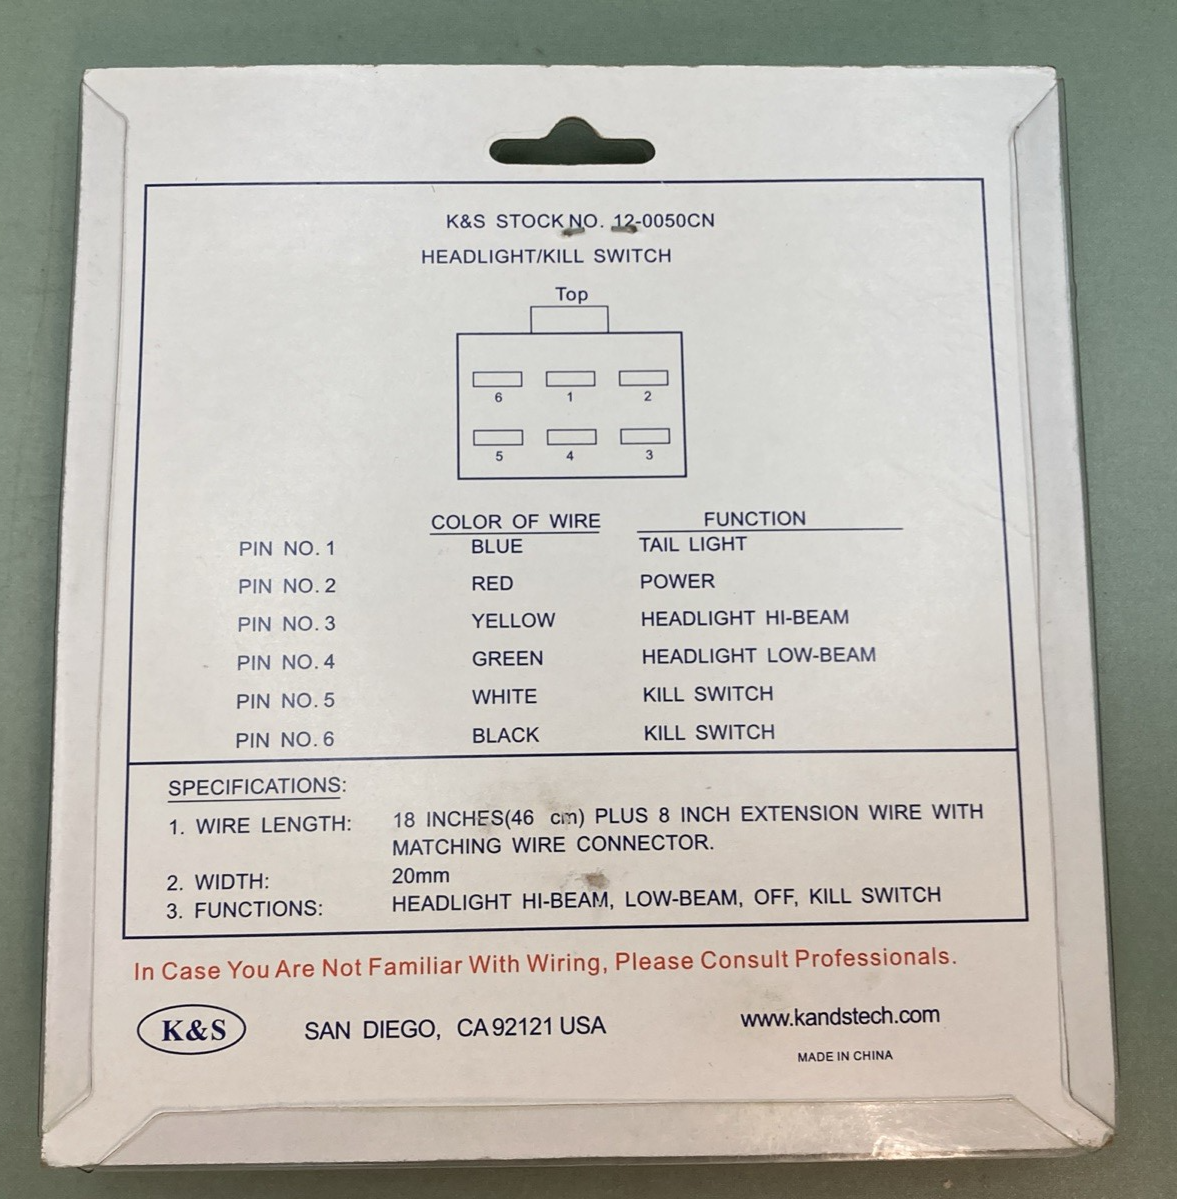 K&S STOCK NO. 12-0050CN
HEADLIGHT/KILL SWITCH
Top
6 1 2
5 4 3
COLOR OF WIRE FUNCTION
PIN NO. 1 BLUE TAIL LIGHT
PIN NO. 2 RED POWER
PIN NO. 3 YELLOW HEADLIGHT HI-BEAM
PIN NO. 4 GREEN HEADLIGHT LOW-BEAM
PIN NO. 5 WHITE KILL SWITCH
PIN NO. 6 BLACK KILL SWITCH
SPECIFICATIONS:
1. WIRE LENGTH: 18 INCHES(46 cm) PLUS 8 INCH EXTENSION WIRE WITH
MATCHING WIRE CONNECTOR.
2. WIDTH: 20mm
3. FUNCTIONS: HEADLIGHT HI-BEAM, LOW-BEAM, OFF, KILL SWITCH
In Case You Are Not Familiar With Wiring, Please Consult Professionals.
K&S SAN DIEGO, CA 92121 USA www.kandstech.com
MADE IN CHINA